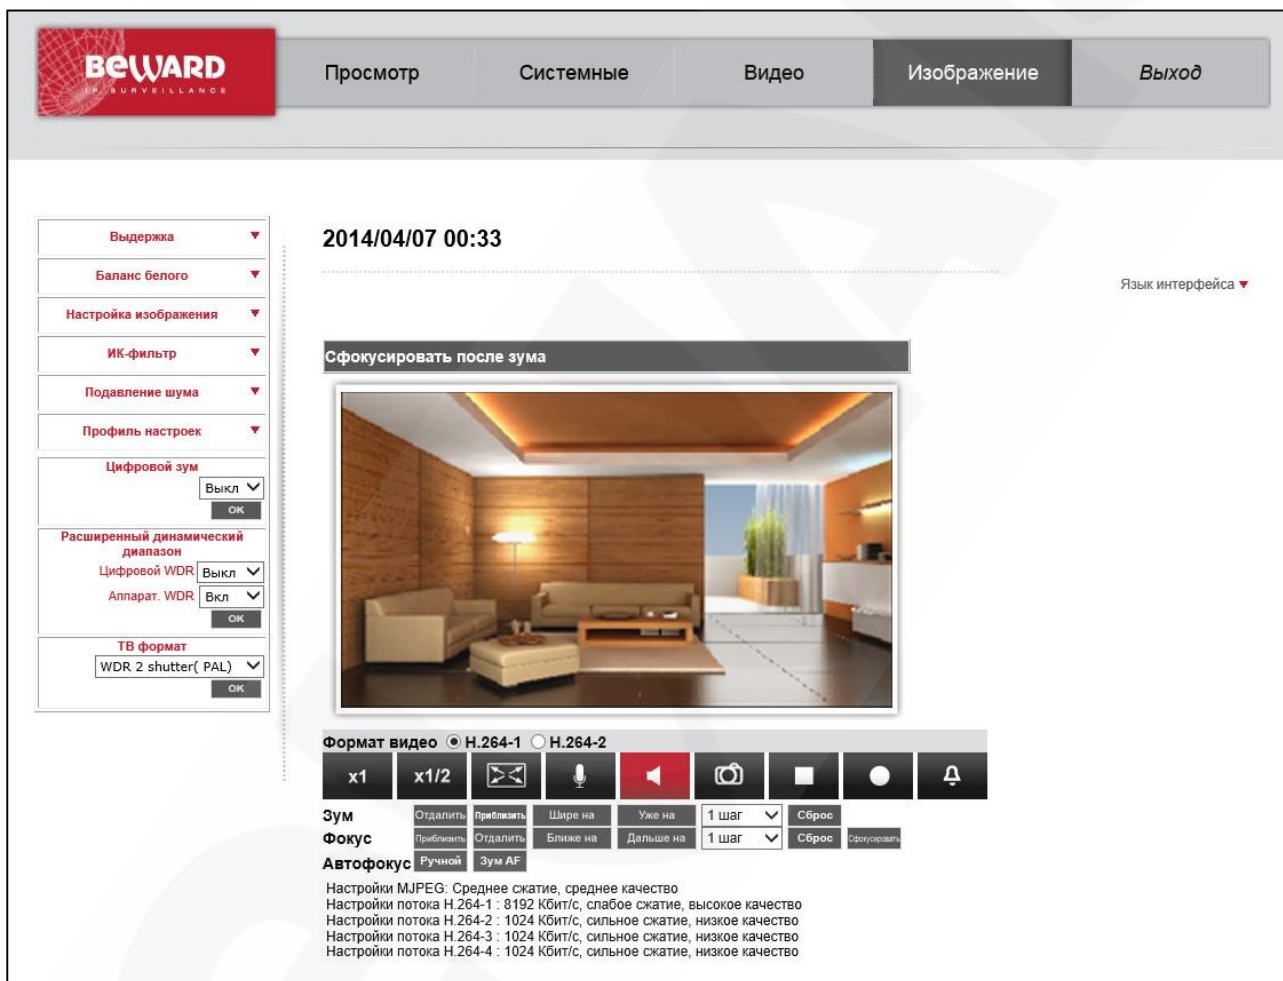 BEWARD
IP SURVEILLANCE
Просмотр
Системные
Видео
Изображение
Выход
Выдержка
Баланс белого
Настройка изображения
ИК-фильтр
Подавление шума
Профиль настроек
Цифровой зум
Выкл
ОК
Расширенный динамический
диапазон
Цифровой WDR Выкл
Аппарат. WDR Вкл
ОК
ТВ формат
WDR 2 shutter( PAL)
ОК
2014/04/07 00:33
Язык интерфейса
Сфокусировать после зума
Формат видео H.264-1 H.264-2
x1 x1/2
Зум Отдалить Приблизить Шире на Уже на 1 шаг Сброс
Фокус Приблизить Отдалить Ближе на Дальше на 1 шаг Сброс Сфокусировать
Автофокус Ручной Зум AF
Настройки MJPEG: Среднее сжатие, среднее качество
Настройки потока H.264-1 : 8192 Кбит/с, слабое сжатие, высокое качество
Настройки потока H.264-2 : 1024 Кбит/с, сильное сжатие, низкое качество
Настройки потока H.264-3 : 1024 Кбит/с, сильное сжатие, низкое качество
Настройки потока H.264-4 : 1024 Кбит/с, сильное сжатие, низкое качество